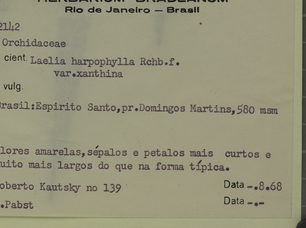 HERBARIUM BRADEANUM
Rio de Janeiro – Brasil
2142
Orchidaceae
cient. Laelia harpophylla Rchb.f.
var.xanthina
vulg.
Brasil:Espirito Santo,pr.Domingos Martins,580 msm
lores amarelas,sépalos e petalos mais curtos e
uito mais largos do que na forma típica.
oberto Kautsky no 139 Data -.8.68
.Pabst Data -.-